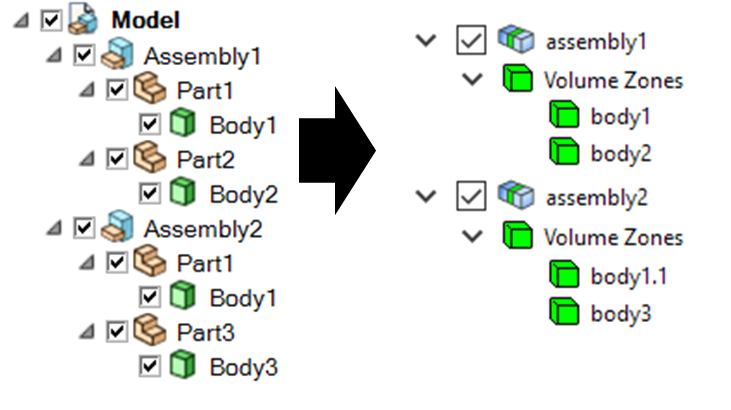 Model
Assembly1
Part1
Body1
Part2
Body2
Assembly2
Part1
Body1
Part3
Body3
assembly1
Volume Zones
body1
body2
assembly2
Volume Zones
body1.1
body3